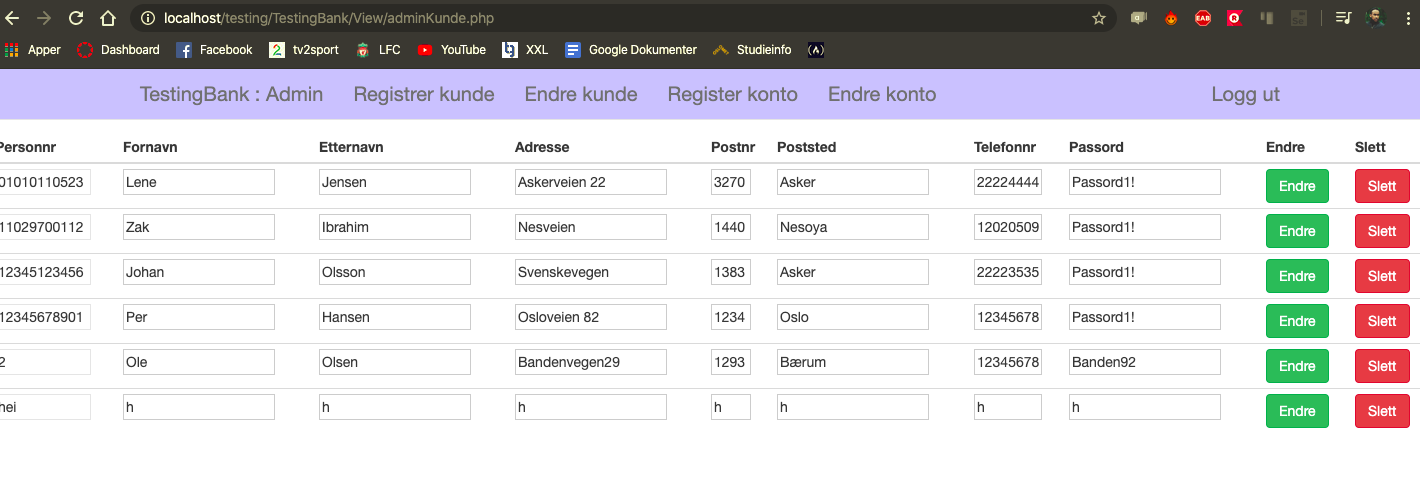 localhost/testing/TestingBank/View/adminKunde.php
EAB
Apper Dashboard Facebook 2 tv2sport LFC YouTube XXL Google Dokumenter Studieinfo (A)
TestingBank : Admin Registrer kunde Endre kunde Register konto Endre konto Logg ut
Personnr Fornavn Etternavn Adresse Postnr Poststed Telefonnr Passord Endre Slett
01010110523 Lene Jensen Askerveien 22 3270 Asker 22224444 Passord1! Endre Slett
11029700112 Zak Ibrahim Nesveien 1440 Nesoya 12020509 Passord1! Endre Slett
12345123456 Johan Olsson Svenskevegen 1383 Asker 22223535 Passord1! Endre Slett
12345678901 Per Hansen Osloveien 82 1234 Oslo 12345678 Passord1! Endre Slett
2 Ole Olsen Bandenvegen29 1293 Bærum 12345678 Banden92 Endre Slett
hei h h h h h h h Endre Slett